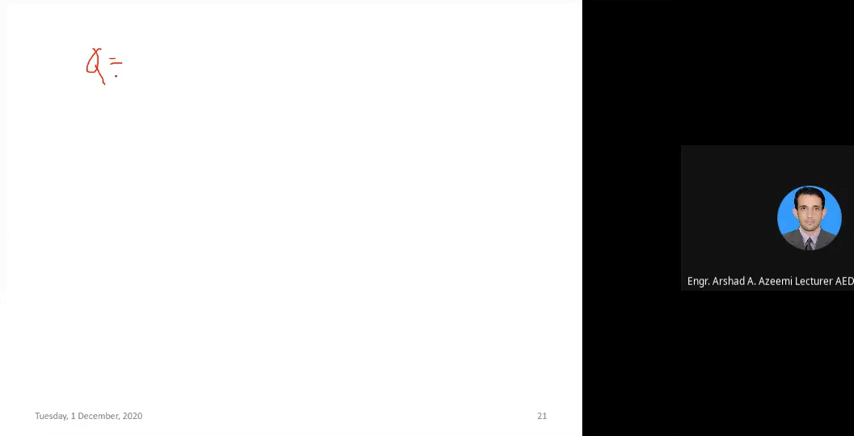 Q =
Engr. Arshad A. Azeemi Lecturer AED
Tuesday, 1 December, 2020
21